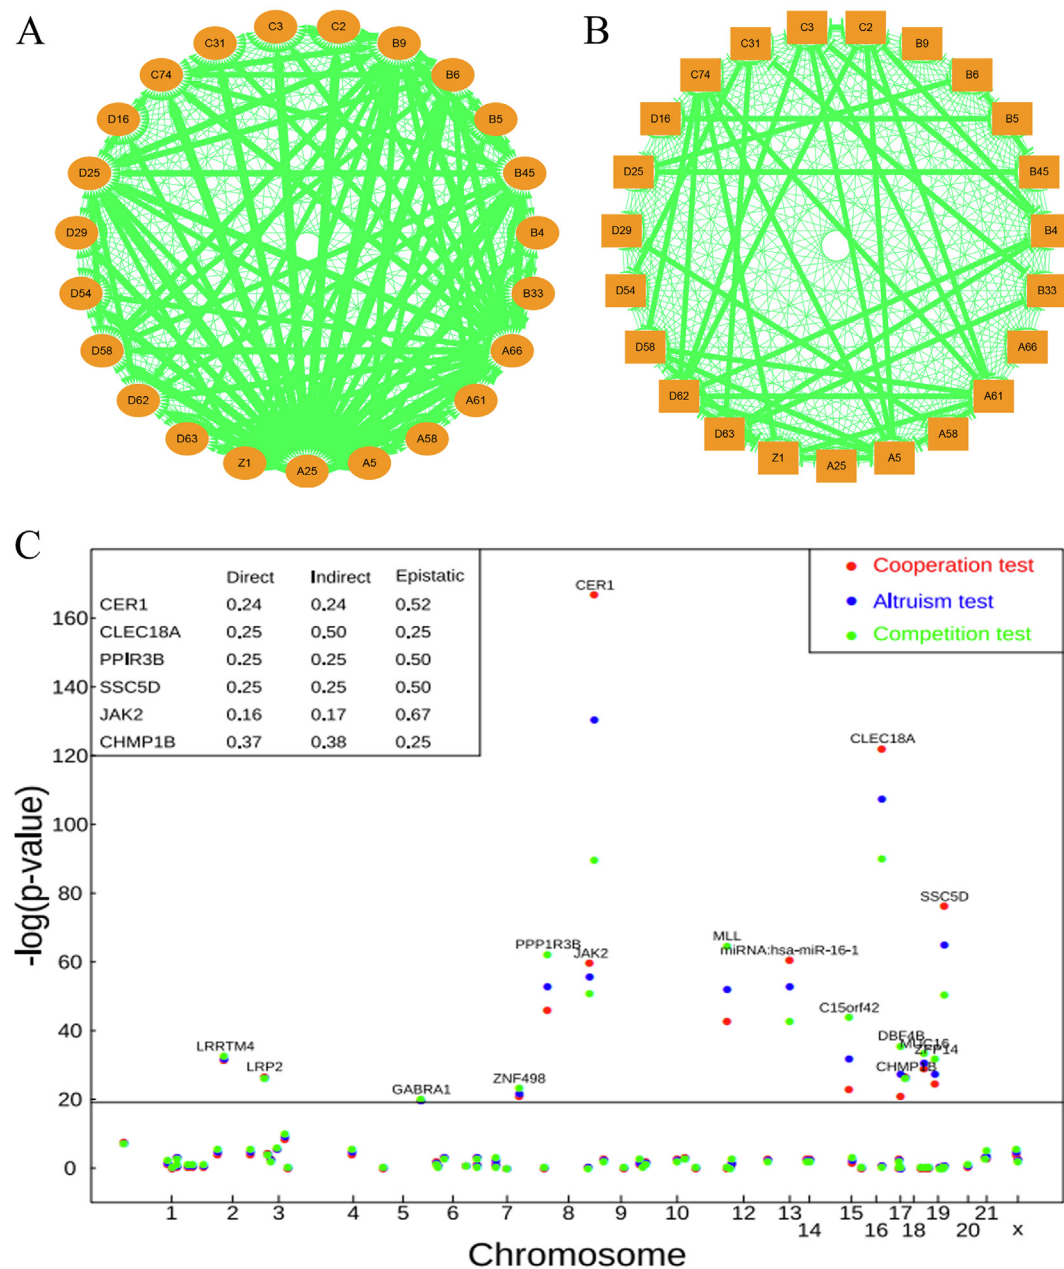 A
C3
C2
C31
B9
C74
B6
D16
B5
D25
B45
D29
B4
D54
B33
D58
A66
D62
A61
D63
A58
Z1
A25
A5
B
C3
C2
C31
B9
C74
B6
D16
B5
D25
B45
D29
B4
D54
B33
D58
A66
D62
A61
D63
A58
Z1
A25
A5
C
Direct Indirect Epistatic
CER1 0.24 0.24 0.52
CLEC18A 0.25 0.50 0.25
PPIR3B 0.25 0.25 0.50
SSC5D 0.25 0.25 0.50
JAK2 0.16 0.17 0.67
CHMP1B 0.37 0.38 0.25
Cooperation test
Altruism test
Competition test
CER1
CLEC18A
SSC5D
PPP1R3B
JAK2
MLL
miRNA:hsa-miR-16-1
C15orf42
DBF4B
MUC16
ZFP14
CHMP1B
LRRTM4
LRP2
GABRA1
ZNF498
-log(p-value)
160
140
120
100
80
60
40
20
0
1 2 3 4 5 6 7 8 9 10 12 13 15 17 19 21
14 16 18 20 x
Chromosome